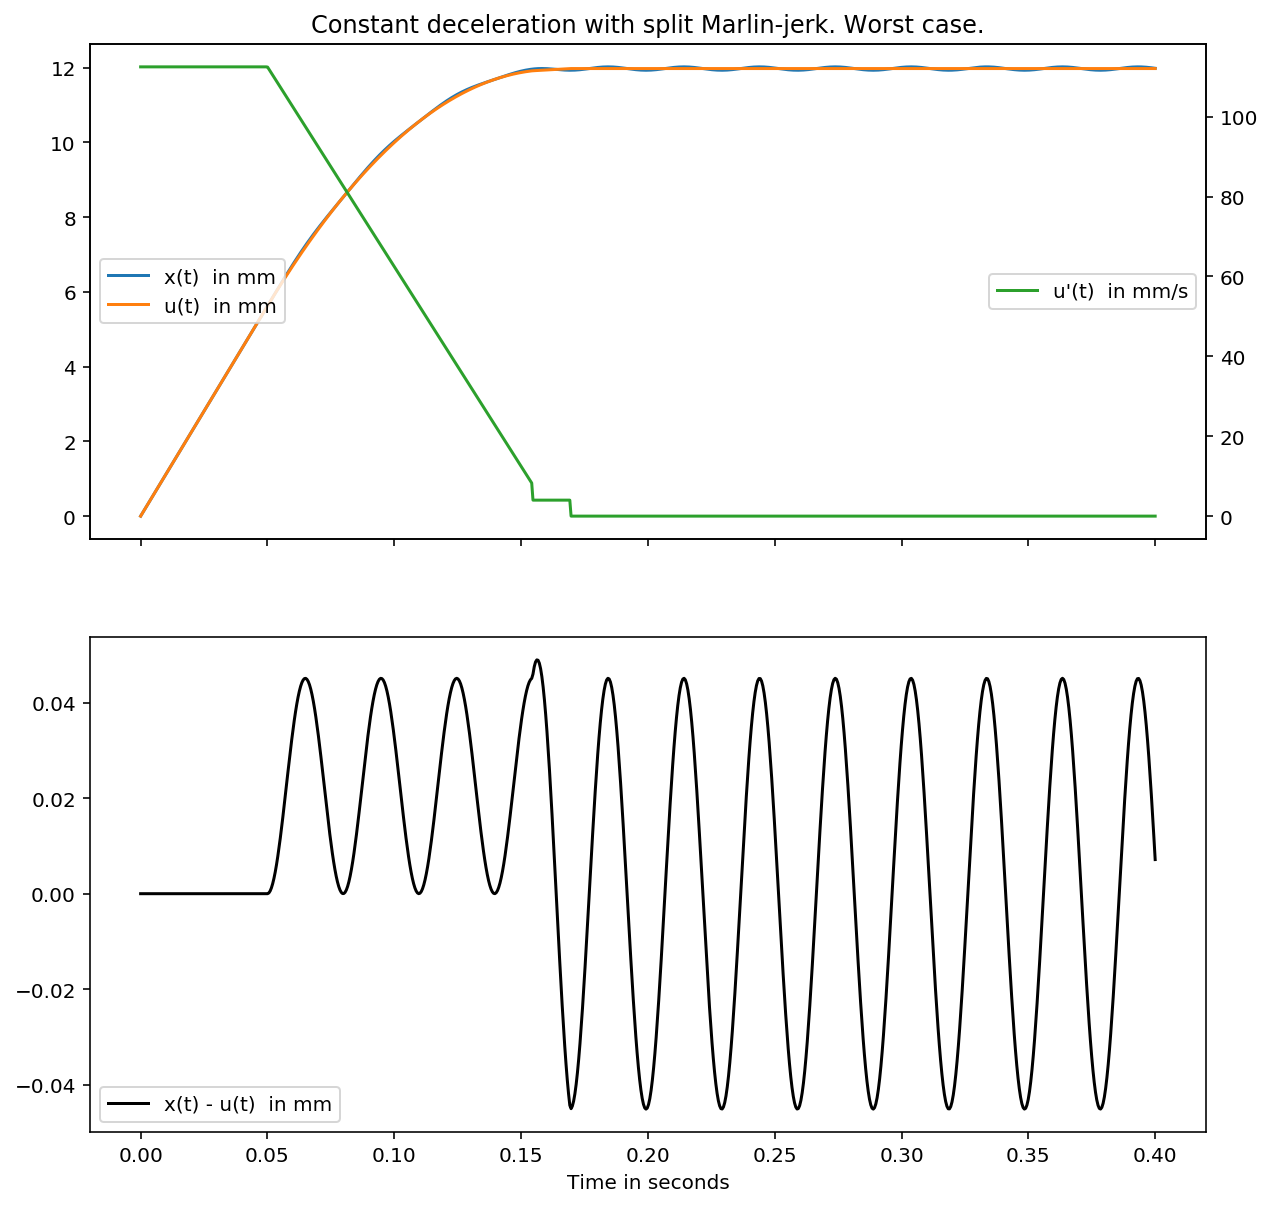 Constant deceleration with split Marlin-jerk. Worst case.
12
10
8
6
4
2
0
100
80
60
40
20
0
x(t)  in mm
u(t)  in mm
u'(t)  in mm/s
0.04
0.02
0.00
−0.02
−0.04
x(t) - u(t)  in mm
0.00 0.05 0.10 0.15 0.20 0.25 0.30 0.35 0.40
Time in seconds